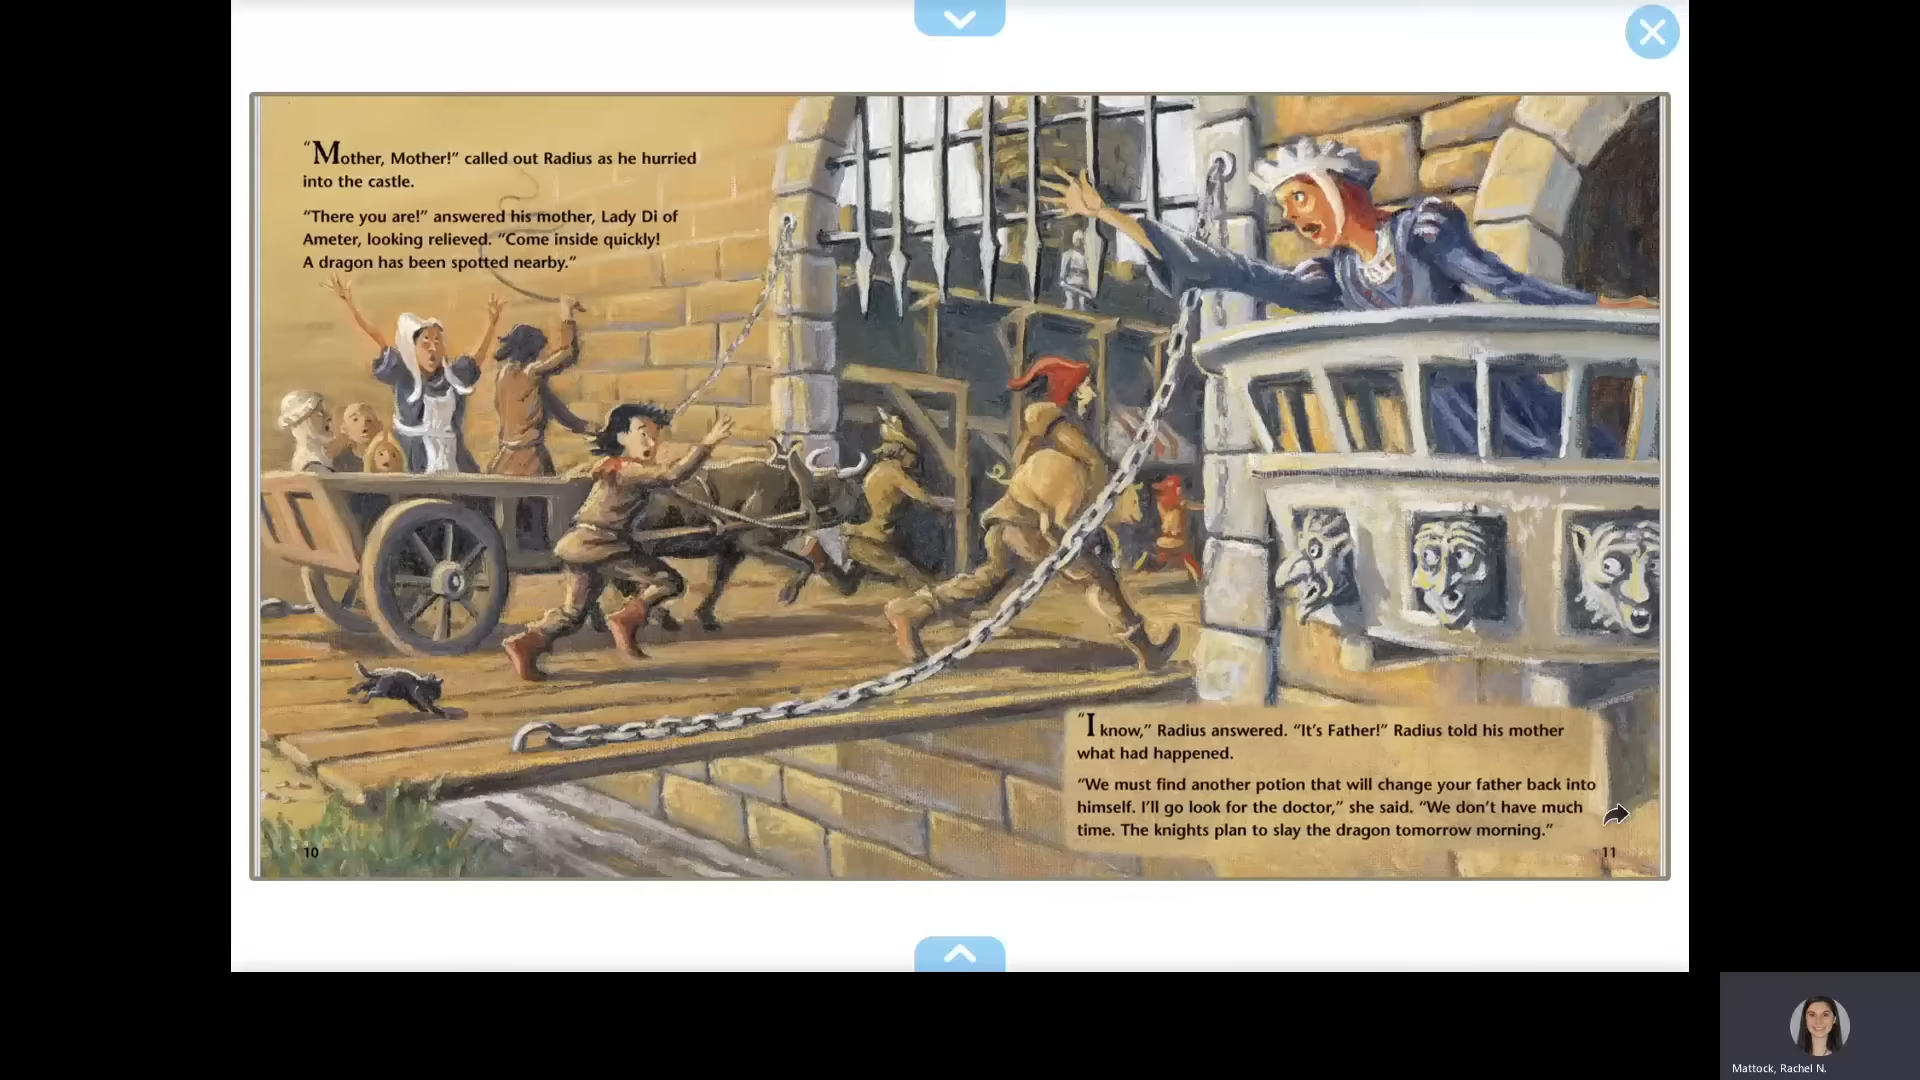 “Mother, Mother!” called out Radius as he hurried
into the castle.
“There you are!” answered his mother, Lady Di of
Ameter, looking relieved. “Come inside quickly!
A dragon has been spotted nearby.”
“I know,” Radius answered. “It’s Father!” Radius told his mother
what had happened.
“We must find another potion that will change your father back into
himself. I’ll go look for the doctor,” she said. “We don’t have much
time. The knights plan to slay the dragon tomorrow morning.”
10
11
Mattock, Rachel N.